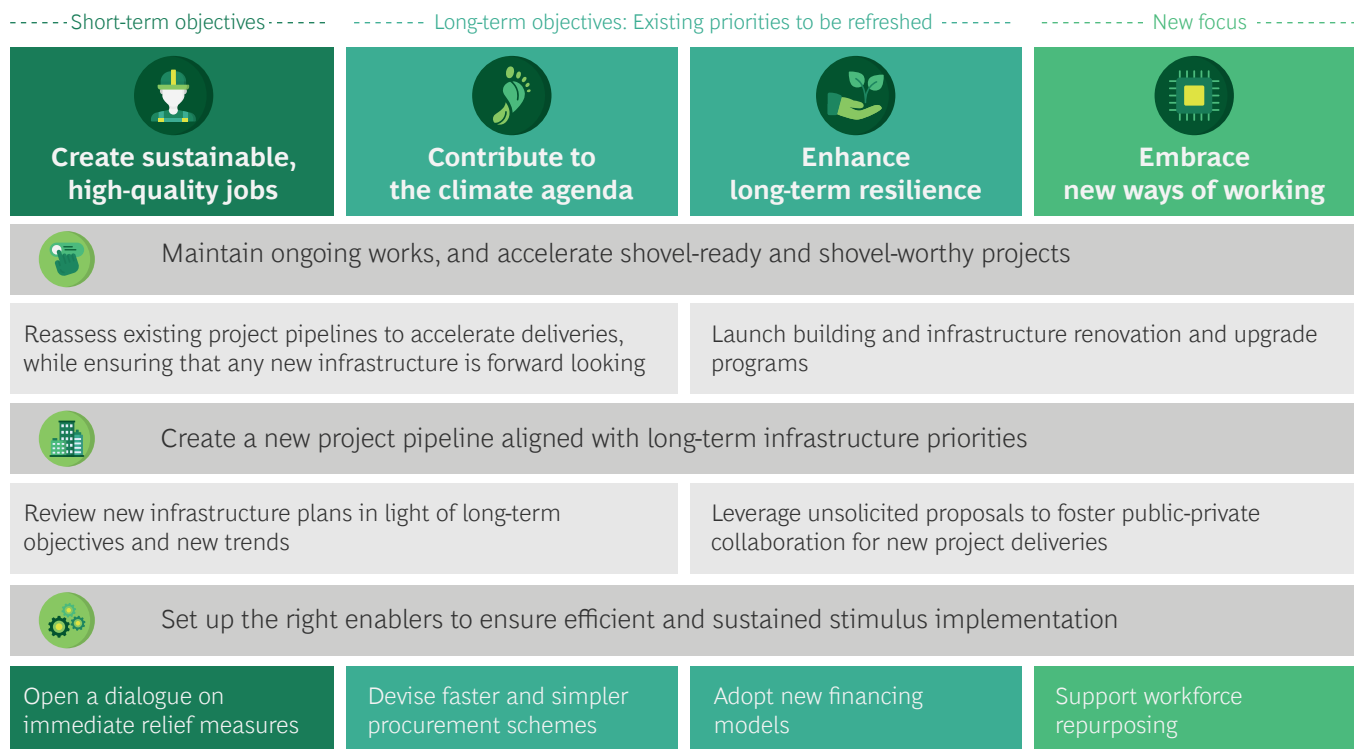 Short-term objectives
Long-term objectives: Existing priorities to be refreshed
New focus
Create sustainable,
high-quality jobs
Contribute to
the climate agenda
Enhance
long-term resilience
Embrace
new ways of working
Maintain ongoing works, and accelerate shovel-ready and shovel-worthy projects
Reassess existing project pipelines to accelerate deliveries,
while ensuring that any new infrastructure is forward looking
Launch building and infrastructure renovation and upgrade
programs
Create a new project pipeline aligned with long-term infrastructure priorities
Review new infrastructure plans in light of long-term
objectives and new trends
Leverage unsolicited proposals to foster public-private
collaboration for new project deliveries
Set up the right enablers to ensure efficient and sustained stimulus implementation
Open a dialogue on
immediate relief measures
Devise faster and simpler
procurement schemes
Adopt new financing
models
Support workforce
repurposing